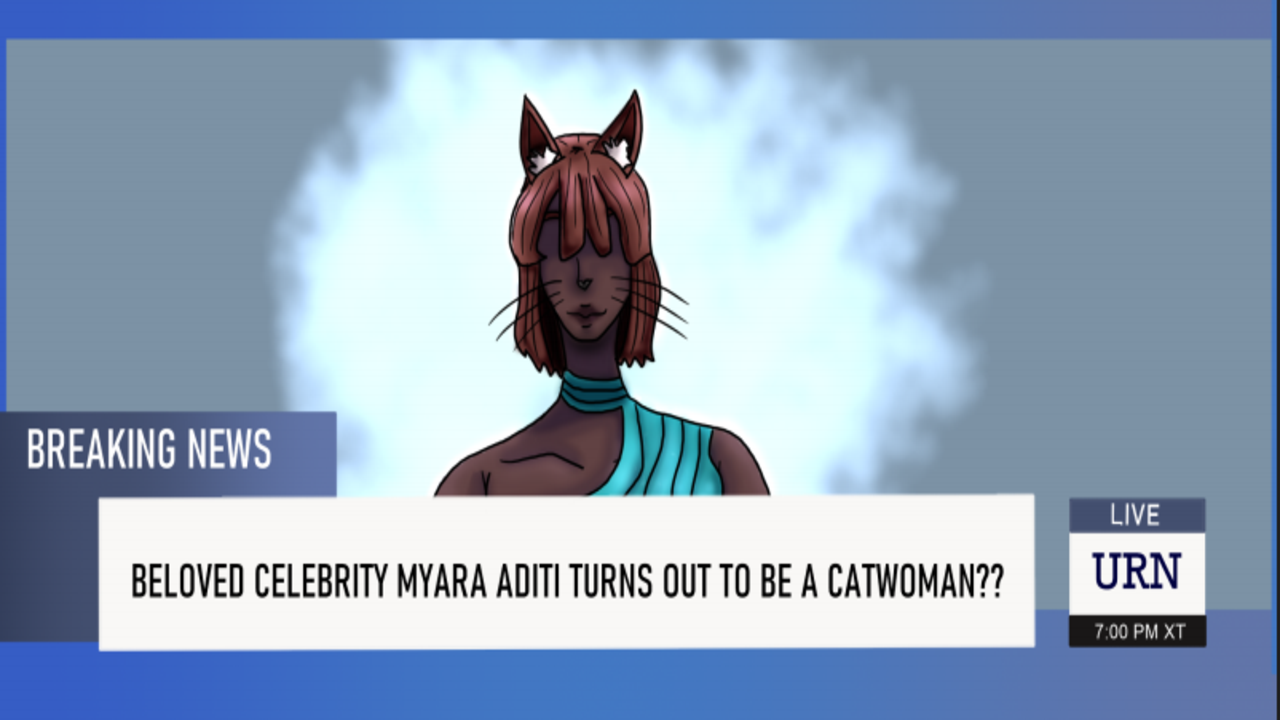 BREAKING NEWS
BELOVED CELEBRITY MYARA ADITI TURNS OUT TO BE A CATWOMAN??
LIVE
URN
7:00 PM XT